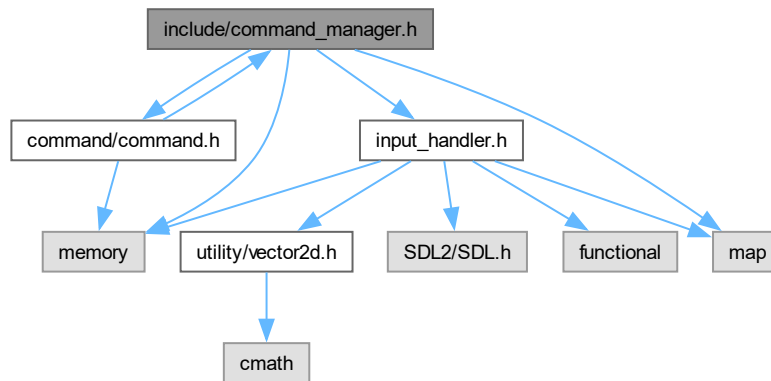 include/command_manager.h
command/command.h
input_handler.h
memory
utility/vector2d.h
SDL2/SDL.h
functional
map
cmath